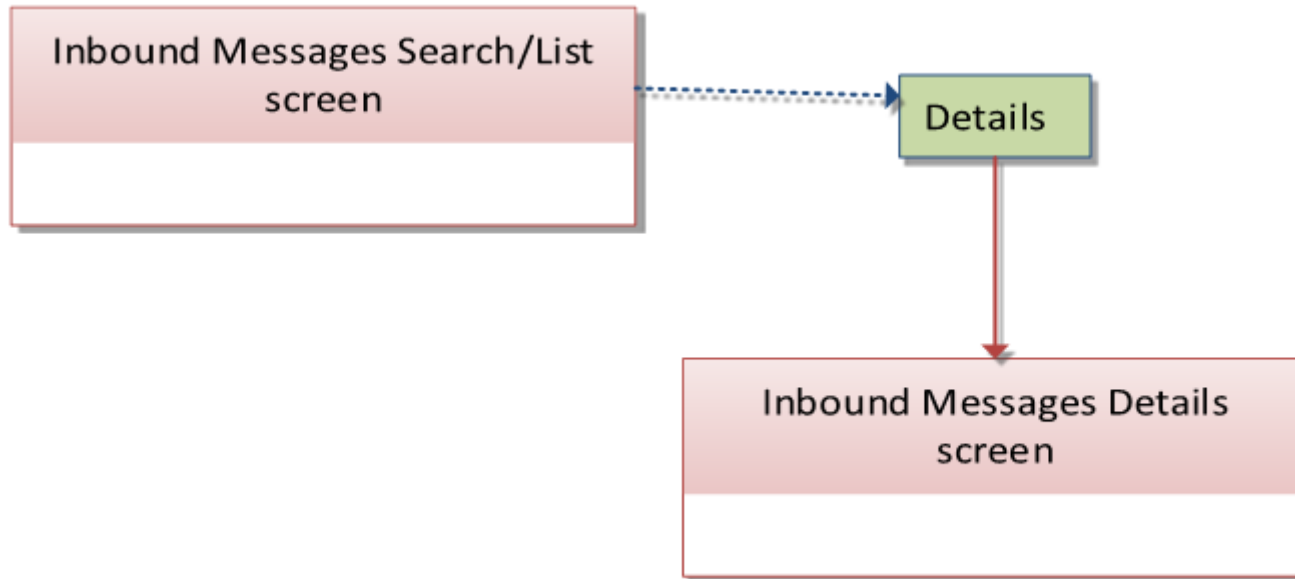 Inbound Messages Search/List
screen
Details
Inbound Messages Details
screen